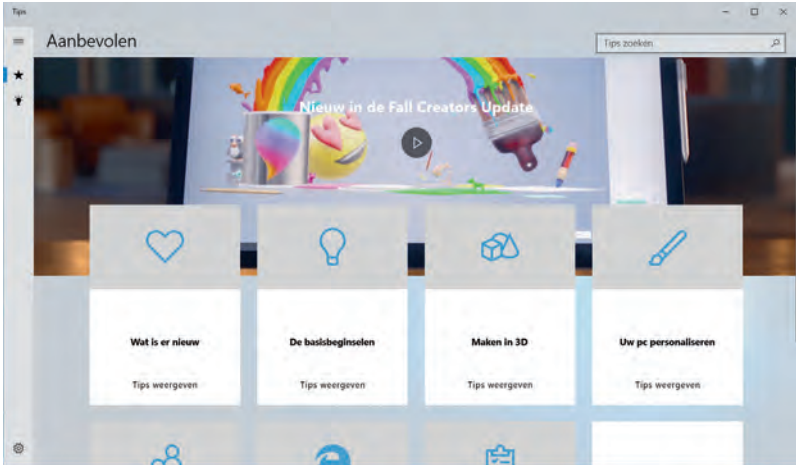 Tips
Aanbevolen
Tips zoeken
Nieuw in de Fall Creators Update
Wat is er nieuw
De basisbeginselen
Maken in 3D
Uw pc personaliseren
Tips weergeven
Tips weergeven
Tips weergeven
Tips weergeven